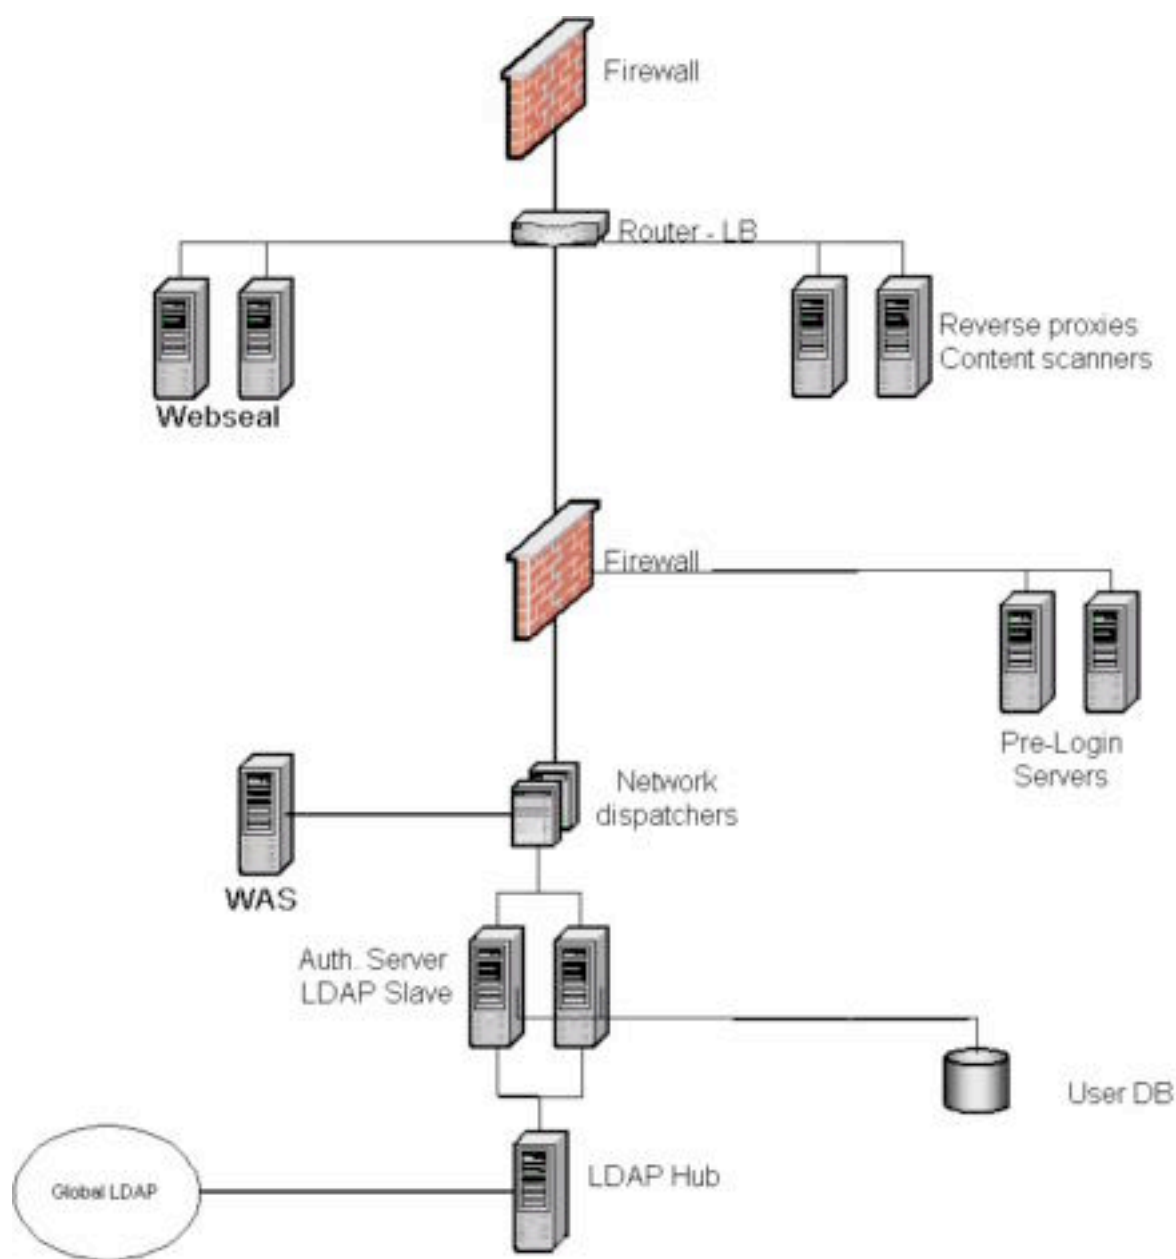 Firewall
Router - LB
Reverse proxies
Content scanners
Webseal
Firewall
Pre-Login
Servers
Network
dispatchers
WAS
Auth. Server
LDAP Slave
User DB
LDAP Hub
Global LDAP